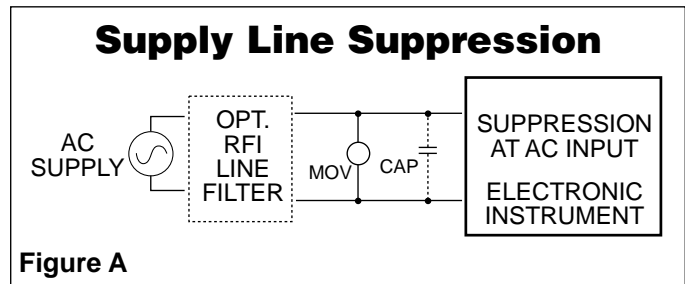 Supply Line Suppression
AC
SUPPLY
OPT.
RFI
LINE
FILTER
MOV
CAP
SUPPRESSION
AT AC INPUT
ELECTRONIC
INSTRUMENT
Figure A